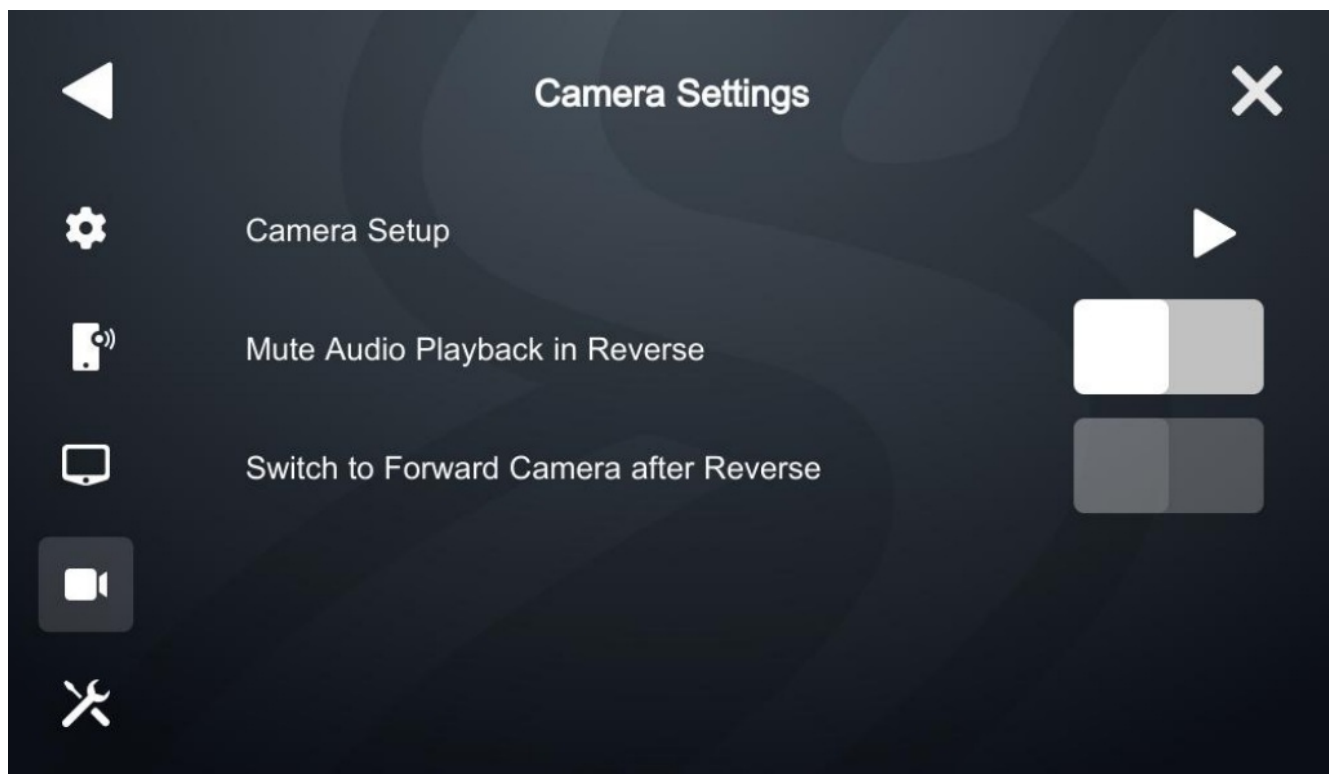 Camera Settings
Camera Setup
Mute Audio Playback in Reverse
Switch to Forward Camera after Reverse